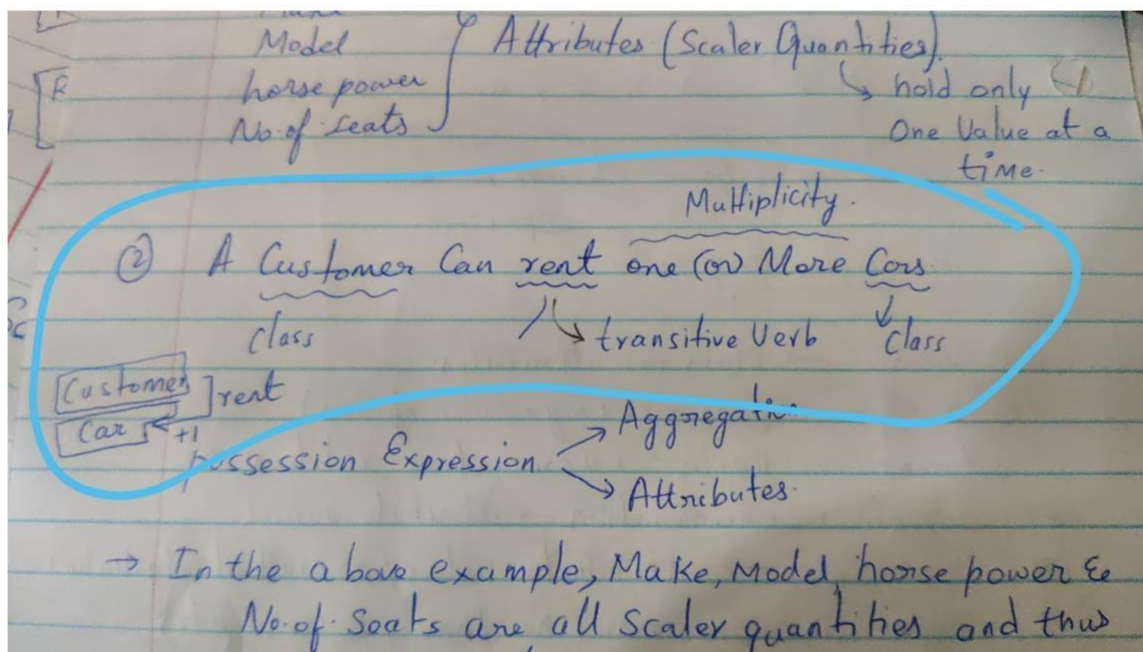 Model
horse power
No. of seats
Attributes (Scaler Quantities).
hold only
One Value at a
time.
Multiplicity.
② A Customer Can rent one (or) More Cars.
class
transitive Verb
class
Customer
rent
Car
+1
possession Expression
Aggregation
Attributes.
→ In the above example, Make, Model, horse power &
No. of. Seats are all Scaler quantities and thus